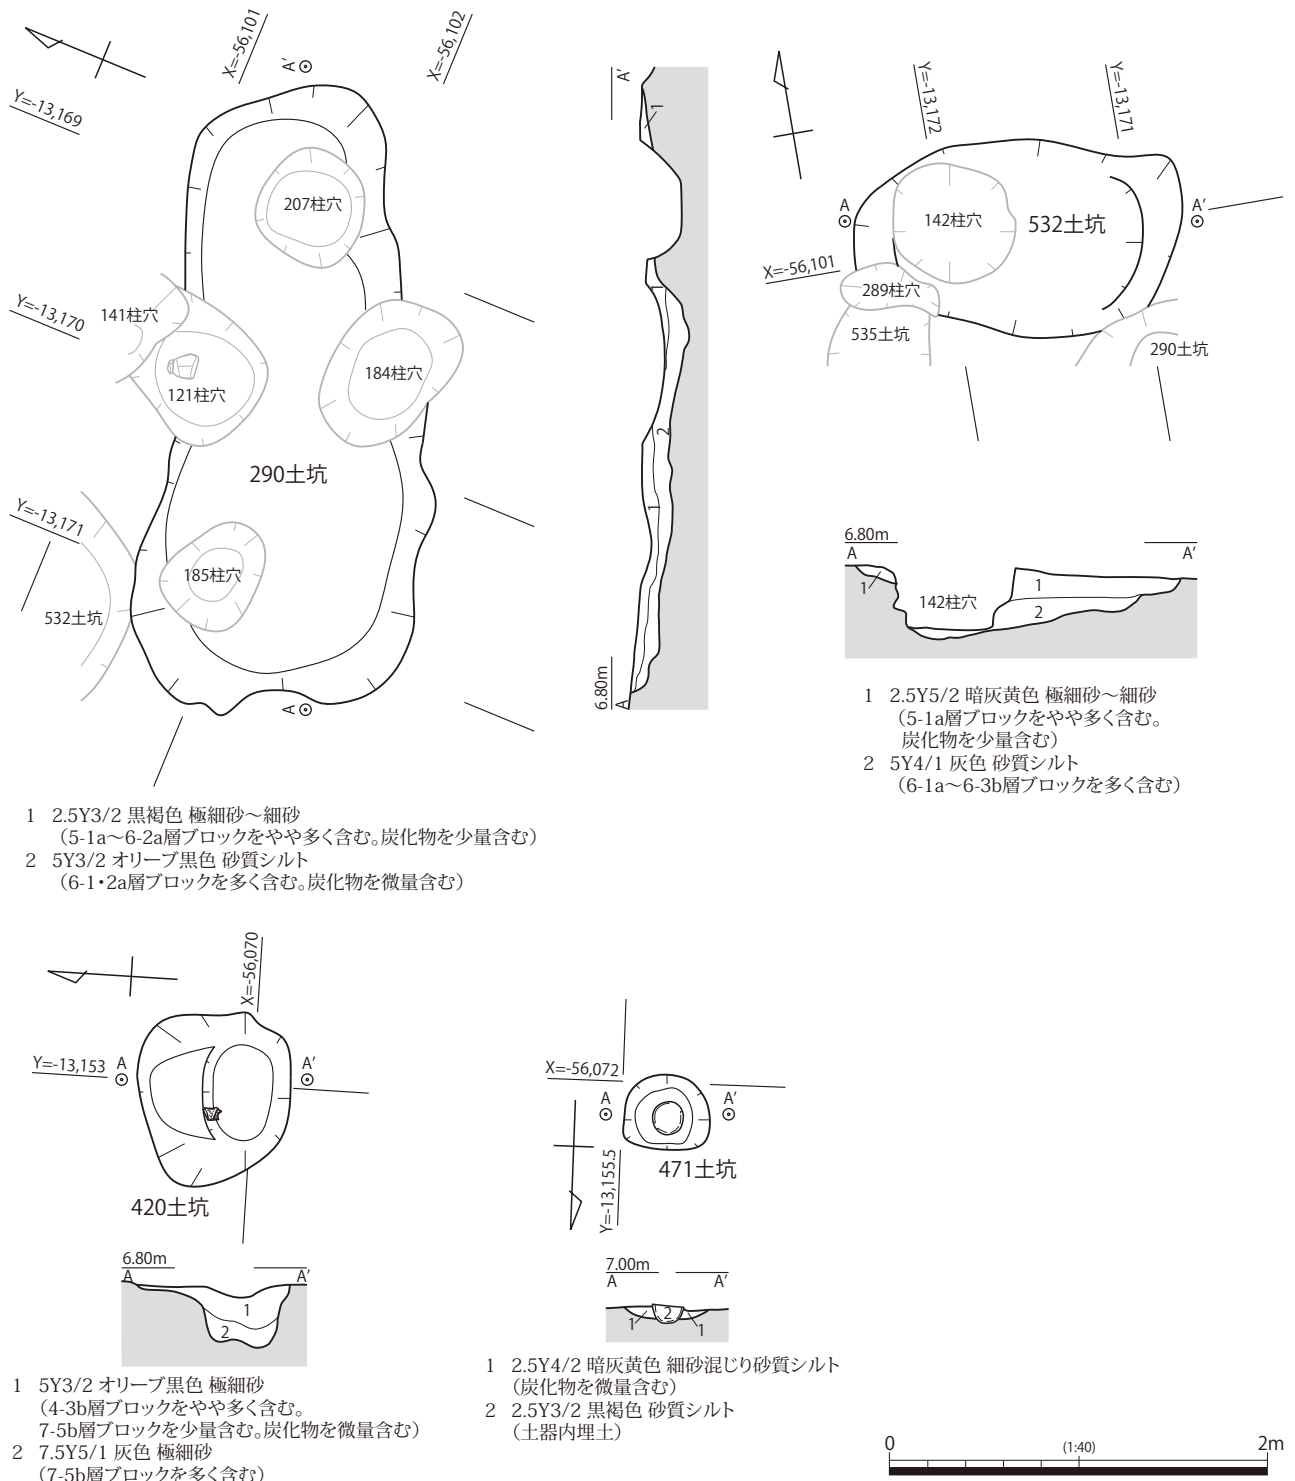 X=-56,101
X=-56,102
A'
Y=-13,169
207柱穴
141柱穴
Y=-13,170
121柱穴
184柱穴
290土坑
Y=-13,171
185柱穴
532土坑
A
A'
1
1
2
1
6.80m
A
Y=-13,172
Y=-13,171
A
142柱穴
532土坑
A'
X=-56,101
289柱穴
535土坑
290土坑
6.80m
A
A'
1
142柱穴
1
2
1 2.5Y5/2 暗灰黄色 極細砂～細砂
(5-1a層ブロックをやや多く含む。
炭化物を少量含む)
2 5Y4/1 灰色 砂質シルト
(6-1a～6-3b層ブロックを多く含む)
1 2.5Y3/2 黒褐色 極細砂～細砂
(5-1a～6-2a層ブロックをやや多く含む。炭化物を少量含む)
2 5Y3/2 オリーブ黒色 砂質シルト
(6-1・2a層ブロックを多く含む。炭化物を微量含む)
X=-56,070
Y=-13,153
A
A'
420土坑
6.80m
A
A'
1
2
1 5Y3/2 オリーブ黒色 極細砂
(4-3b層ブロックをやや多く含む。
7-5b層ブロックを少量含む。炭化物を微量含む)
2 7.5Y5/1 灰色 極細砂
(7-5b層ブロックを多く含む)
X=-56,072
A
A'
471土坑
Y=-13,155.5
7.00m
A
A'
1
2
1
1 2.5Y4/2 暗灰黄色 細砂混じり砂質シルト
(炭化物を微量含む)
2 2.5Y3/2 黒褐色 砂質シルト
(土器内埋土)
0 (1:40) 2m